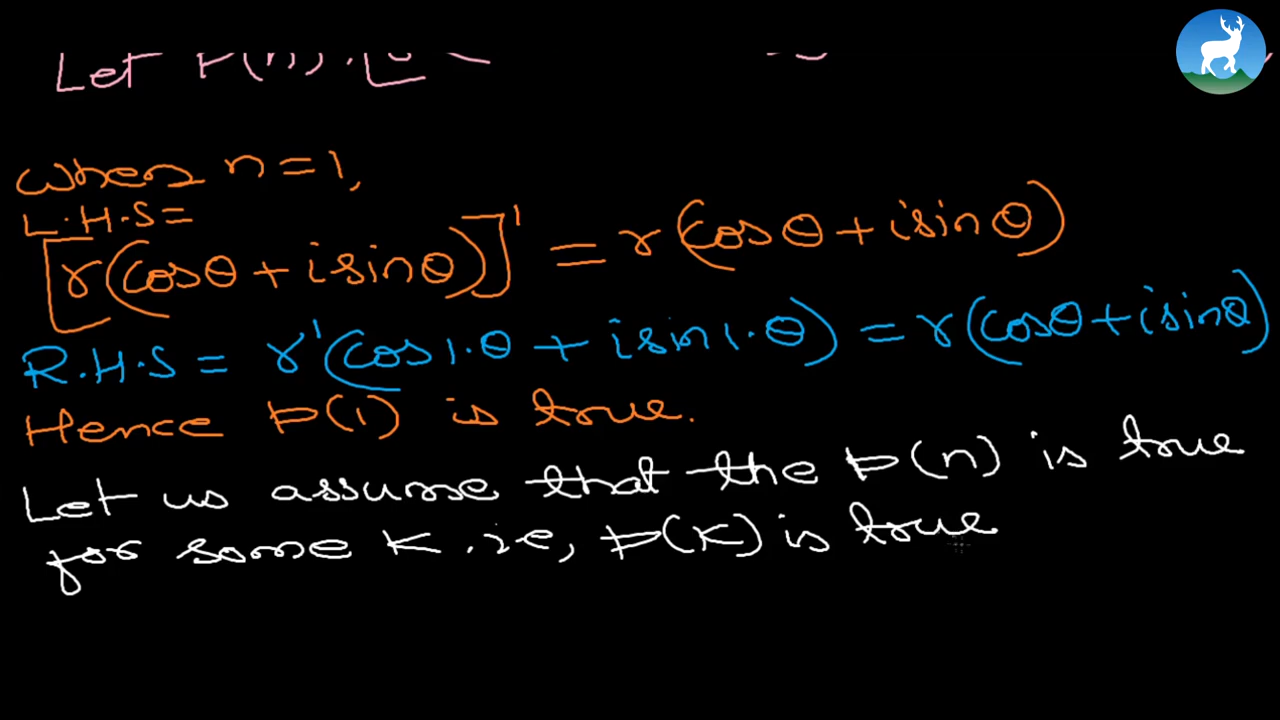 Let P(n):
When n=1,
L.H.S=
[r(cosθ+isinθ)]¹ = r(cosθ+isinθ)
R.H.S = r¹(cos1.θ + isin1.θ) = r(cosθ+isinθ)
Hence P(1) is true.
Let us assume that the P(n) is true
for some K .ie, P(K) is true